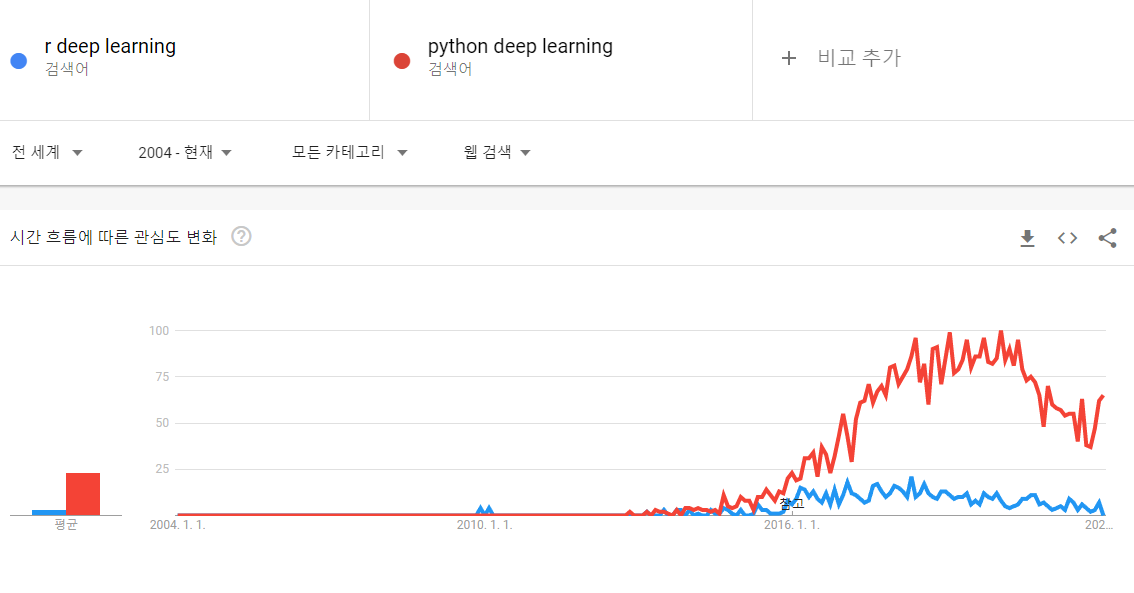 r deep learning
검색어
python deep learning
검색어
+ 비교 추가
전 세계
2004 - 현재
모든 카테고리
웹 검색
시간 흐름에 따른 관심도 변화
100
75
50
25
참고
평균
2004. 1. 1.
2010. 1. 1.
2016. 1. 1.
202...